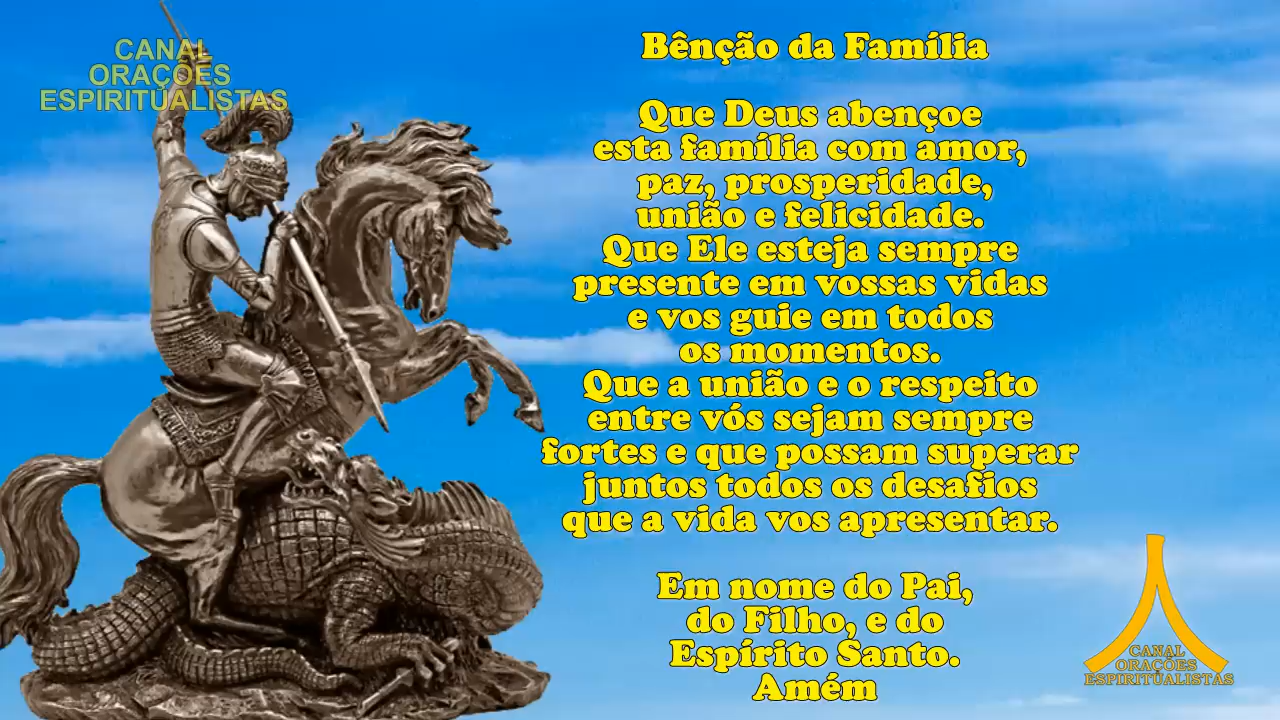 CANAL
ORAÇÕES
ESPIRITUALISTAS
Bênção da Família
Que Deus abençoe
esta família com amor,
paz, prosperidade,
união e felicidade.
Que Ele esteja sempre
presente em vossas vidas
e vos guie em todos
os momentos.
Que a união e o respeito
entre vós sejam sempre
fortes e que possam superar
juntos todos os desafios
que a vida vos apresentar.
Em nome do Pai,
do Filho, e do
Espírito Santo.
Amém
CANAL
ORAÇÕES
ESPIRITUALISTAS